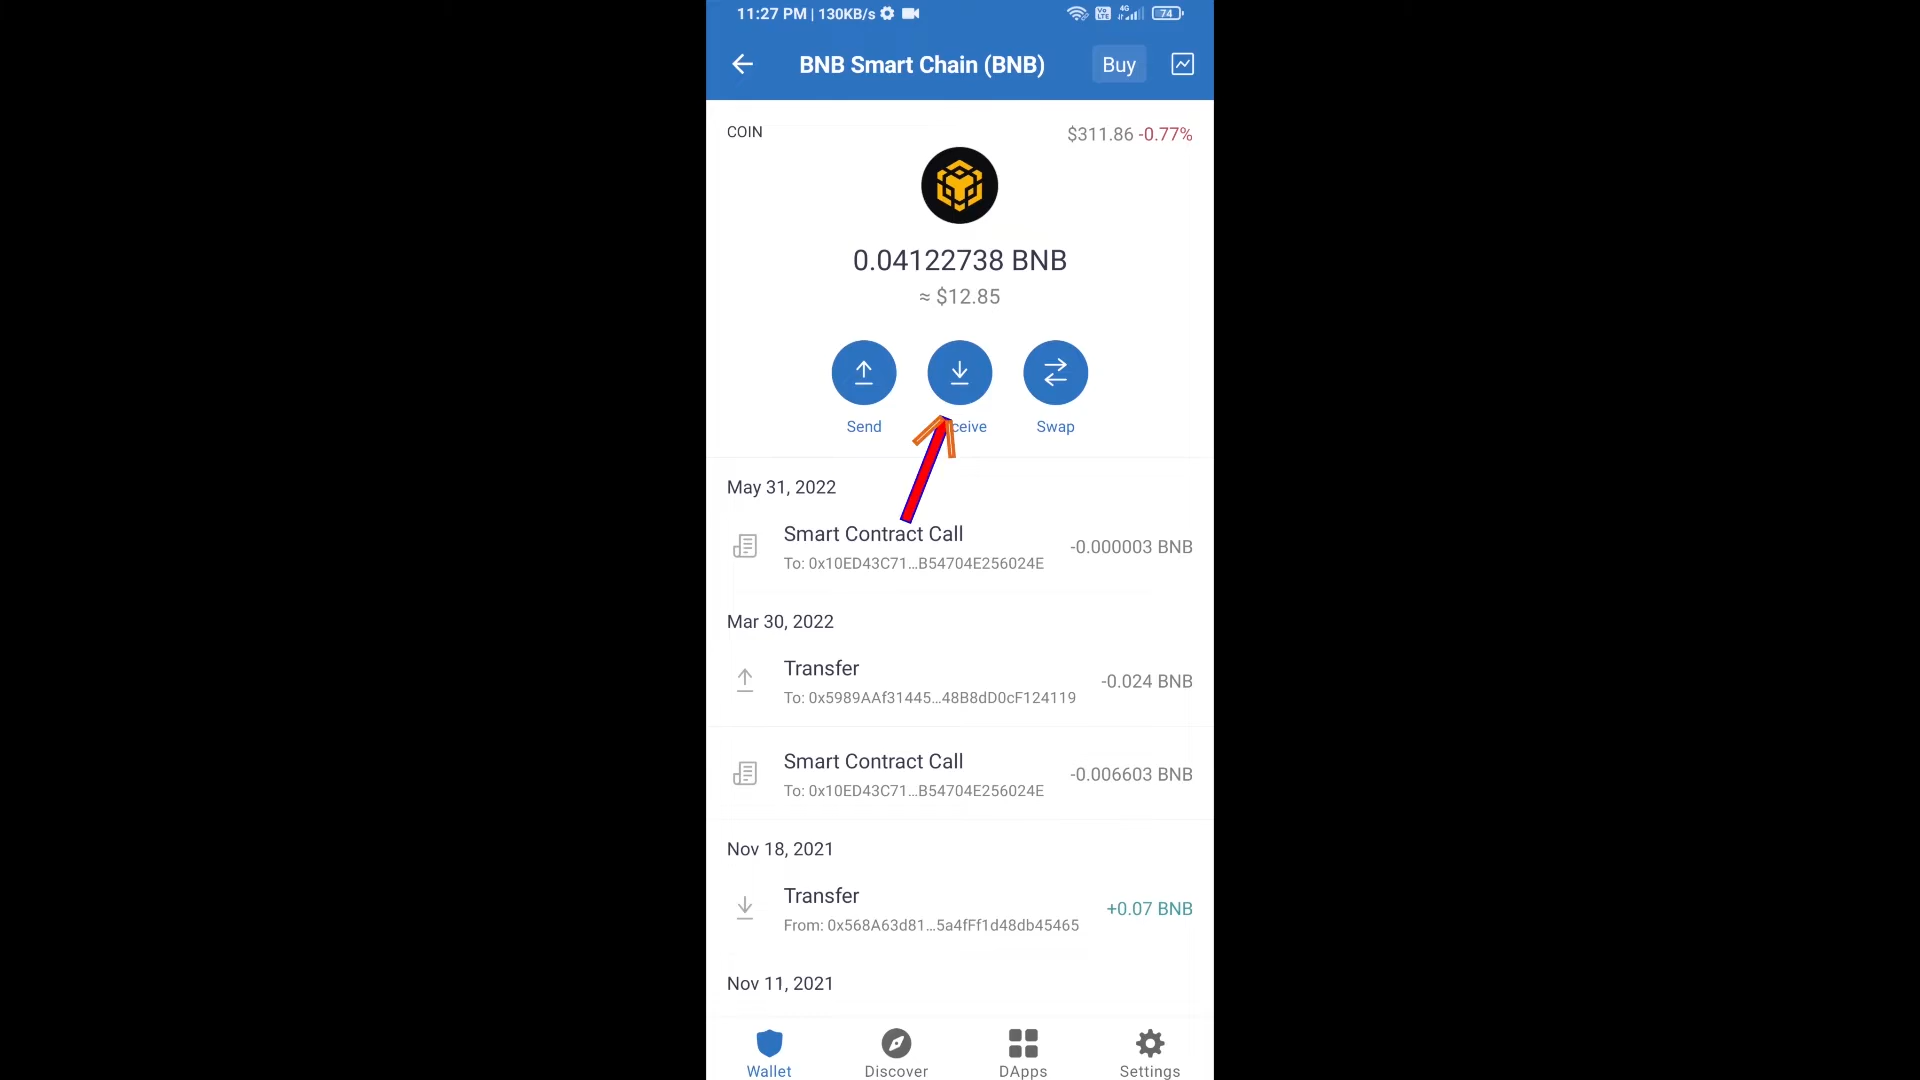 11:27 PM | 130KB/s
4G
Vo LTE
74
BNB Smart Chain (BNB)
Buy
COIN
$311.86 -0.77%
0.04122738 BNB
≈ $12.85
Send
ceive
Swap
May 31, 2022
Smart Contract Call
-0.000003 BNB
To: 0x10ED43C71...B54704E256024E
Mar 30, 2022
Transfer
-0.024 BNB
To: 0x5989AAf31445...48B8dD0cF124119
Smart Contract Call
-0.006603 BNB
To: 0x10ED43C71...B54704E256024E
Nov 18, 2021
Transfer
+0.07 BNB
From: 0x568A63d81...5a4fFf1d48db45465
Nov 11, 2021
Wallet
Discover
DApps
Settings